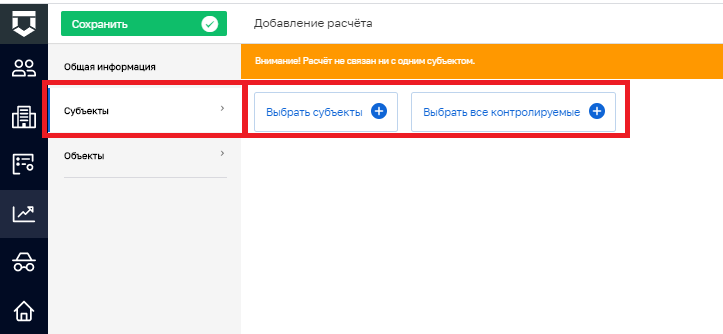 Сохранить
Добавление расчёта
Общая информация
Внимание! Расчёт не связан ни с одним субъектом.
Субъекты
Выбрать субъекты
Выбрать все контролируемые
Объекты